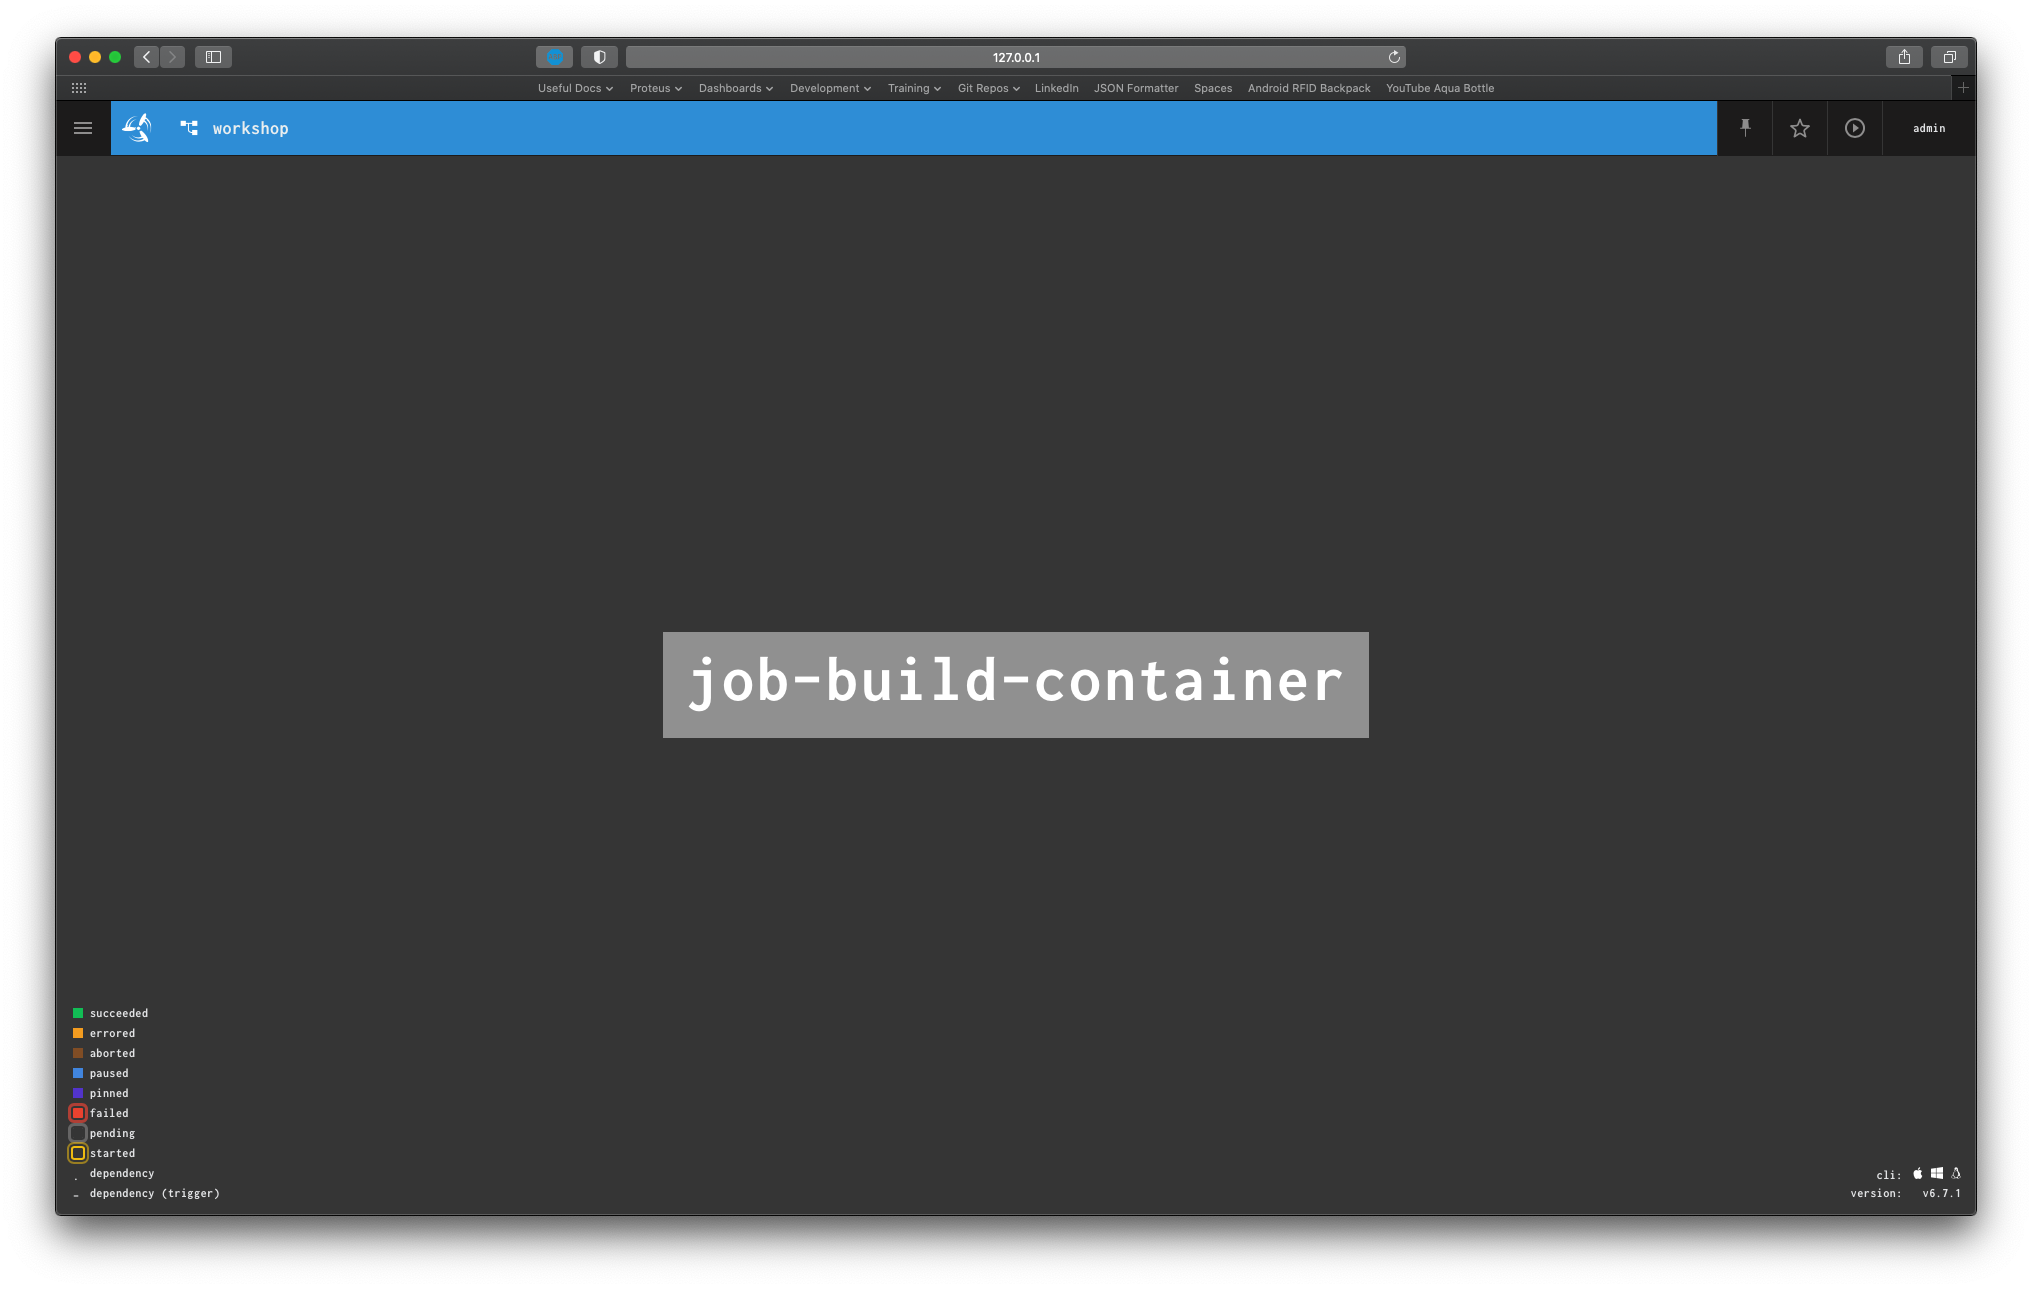 127.0.0.1
Useful Docs Proteus Dashboards Development Training Git Repos LinkedIn JSON Formatter Spaces Android RFID Backpack YouTube Aqua Bottle
workshop
admin
job-build-container
succeeded
errored
aborted
paused
pinned
failed
pending
started
dependency
dependency (trigger)
cli:
version: v6.7.1